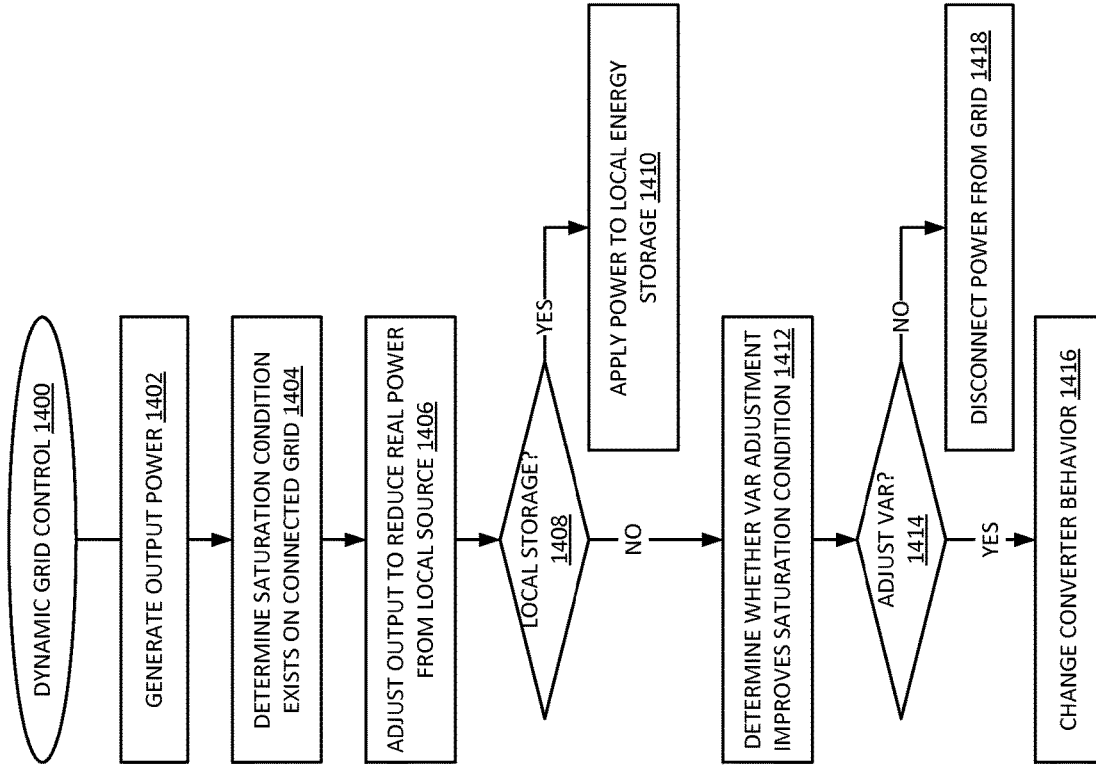 DYNAMIC GRID CONTROL 1400
GENERATE OUTPUT POWER 1402
DETERMINE SATURATION CONDITION
EXISTS ON CONNECTED GRID 1404
ADJUST OUTPUT TO REDUCE REAL POWER
FROM LOCAL SOURCE 1406
LOCAL STORAGE?
1408
YES
APPLY POWER TO LOCAL ENERGY
STORAGE 1410
NO
DETERMINE WHETHER VAR ADJUSTMENT
IMPROVES SATURATION CONDITION 1412
ADJUST VAR?
1414
NO
DISCONNECT POWER FROM GRID 1418
YES
CHANGE CONVERTER BEHAVIOR 1416